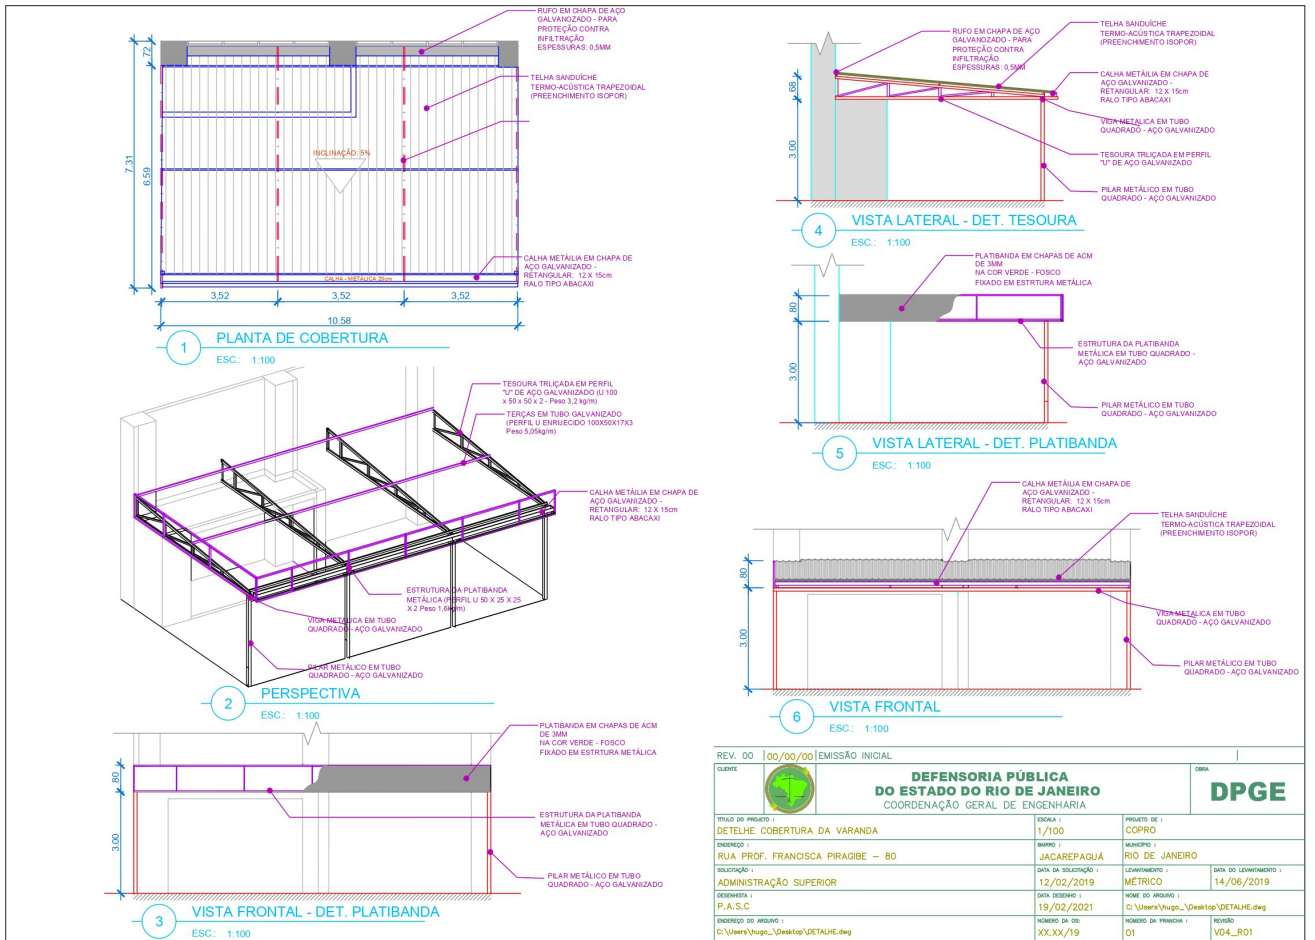 RUFO EM CHAPA DE AÇO
GALVANOZADO - PARA
PROTEÇÃO CONTRA
INFILTRAÇÃO
ESPESSURAS: 0,5MM
TELHA SANDUÍCHE
TERMO-ACÚSTICA TRAPEZOIDAL
(PREENCHIMENTO ISOPOR)
72
7.31
6.59
INCLINAÇÃO: 5%
CALHA METÁLIA EM CHAPA DE
AÇO GALVANIZADO -
RETANGULAR: 12 X 15cm
RALO TIPO ABACAXI
CALHA - METÁLICA 20cm
3,52
3,52
3,52
10.58
1
PLANTA DE COBERTURA
ESC.: 1:100
TESOURA TRLIÇADA EM PERFIL
"U" DE AÇO GALVANIZADO (U 100
x 50 x 50 x 2 - Peso 3,2 kg/m)
TERÇAS EM TUBO GALVANIZADO
(PERFIL U ENRIJECIDO 100X50X17X3
Peso 5,05kg/m)
CALHA METÁLIA EM CHAPA DE
AÇO GALVANIZADO -
RETANGULAR: 12 X 15cm
RALO TIPO ABACAXI
ESTRUTURA DA PLATIBANDA
METÁLICA (PERFIL U 50 X 25 X 25
X 2 Peso 1,6kg/m)
VIGA METALICA EM TUBO
QUADRADO - AÇO GALVANIZADO
PILAR METÁLICO EM TUBO
QUADRADO - AÇO GALVANIZADO
2
PERSPECTIVA
ESC.: 1:100
PLATIBANDA EM CHAPAS DE ACM
DE 3MM
NA COR VERDE - FOSCO
FIXADO EM ESTRTURA METÁLICA
.80
3.00
ESTRUTURA DA PLATIBANDA
METÁLICA EM TUBO QUADRADO -
AÇO GALVANIZADO
PILAR METÁLICO EM TUBO
QUADRADO - AÇO GALVANIZADO
3
VISTA FRONTAL - DET. PLATIBANDA
ESC.: 1:100
RUFO EM CHAPA DE AÇO
GALVANOZADO - PARA
PROTEÇÃO CONTRA
INFILTRAÇÃO
ESPESSURAS: 0,5MM
TELHA SANDUÍCHE
TERMO-ACÚSTICA TRAPEZOIDAL
(PREENCHIMENTO ISOPOR)
CALHA METÁLIA EM CHAPA DE
AÇO GALVANIZADO -
RETANGULAR: 12 X 15cm
RALO TIPO ABACAXI
VIGA METALICA EM TUBO
QUADRADO - AÇO GALVANIZADO
TESOURA TRLIÇADA EM PERFIL
"U" DE AÇO GALVANIZADO
PILAR METÁLICO EM TUBO
QUADRADO - AÇO GALVANIZADO
68
3.00
4
VISTA LATERAL - DET. TESOURA
ESC.: 1:100
PLATIBANDA EM CHAPAS DE ACM
DE 3MM
NA COR VERDE - FOSCO
FIXADO EM ESTRTURA METÁLICA
.80
3.00
ESTRUTURA DA PLATIBANDA
METÁLICA EM TUBO QUADRADO -
AÇO GALVANIZADO
PILAR METÁLICO EM TUBO
QUADRADO - AÇO GALVANIZADO
5
VISTA LATERAL - DET. PLATIBANDA
ESC.: 1:100
CALHA METÁLIA EM CHAPA DE
AÇO GALVANIZADO -
RETANGULAR: 12 X 15cm
RALO TIPO ABACAXI
TELHA SANDUÍCHE
TERMO-ACÚSTICA TRAPEZOIDAL
(PREENCHIMENTO ISOPOR)
.80
3.00
VIGA METALICA EM TUBO
QUADRADO - AÇO GALVANIZADO
PILAR METÁLICO EM TUBO
QUADRADO - AÇO GALVANIZADO
6
VISTA FRONTAL
ESC.: 1:100
REV. 00 00/00/00 EMISSÃO INICIAL
CLIENTE
DEFENSORIA PÚBLICA
DO ESTADO DO RIO DE JANEIRO
COORDENAÇÃO GERAL DE ENGENHARIA
OBRA
DPGE
TÍTULO DO PROJETO : ESCALA : PROJETO DE :
DETELHE COBERTURA DA VARANDA 1/100 COPRO
ENDEREÇO : BAIRRO : MUNICÍPIO :
RUA PROF. FRANCISCA PIRAGIBE - 80 JACAREPAGUÁ RIO DE JANEIRO
SOLICITAÇÃO : DATA DA SOLICITAÇÃO : LEVANTAMENTO : DATA DO LEVANTAMENTO :
ADMINISTRAÇÃO SUPERIOR 12/02/2019 MÉTRICO 14/06/2019
DESENHISTA : DATA DESENHO : NOME DO ARQUIVO :
P.A.S.C 19/02/2021 C:\Users\hugo_\Desktop\DETALHE.dwg
ENDEREÇO DO ARQUIVO : NÚMERO DA OS: NÚMERO DA PRANCHA : REVISÃO
C:\Users\hugo_\Desktop\DETALHE.dwg XX.XX/19 01 V04_R01